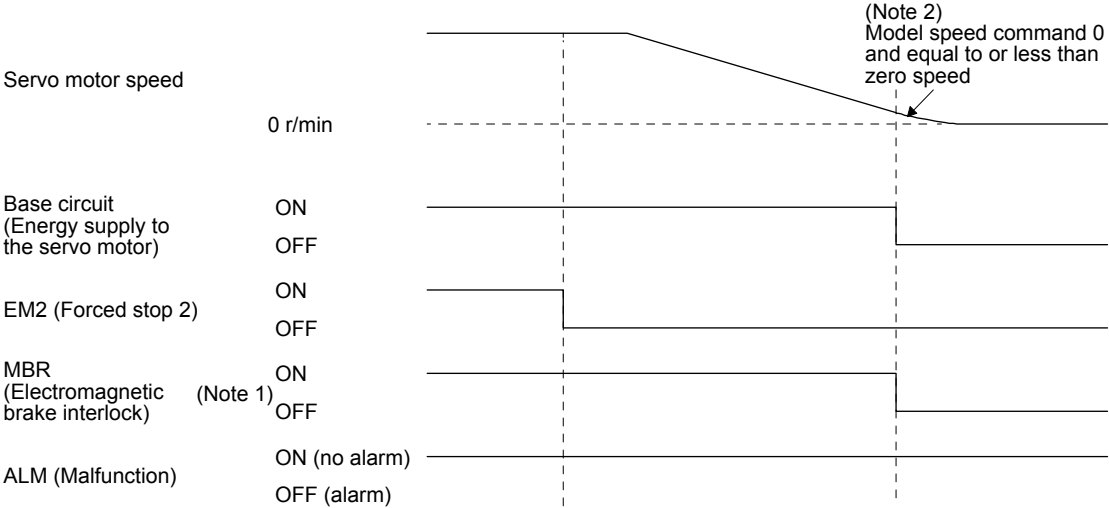 (Note 2)
Model speed command 0
and equal to or less than
zero speed
Servo motor speed
0 r/min
Base circuit
(Energy supply to
the servo motor)
ON
OFF
EM2 (Forced stop 2)
ON
OFF
MBR
(Electromagnetic
brake interlock)
(Note 1)
ON
OFF
ALM (Malfunction)
ON (no alarm)
OFF (alarm)